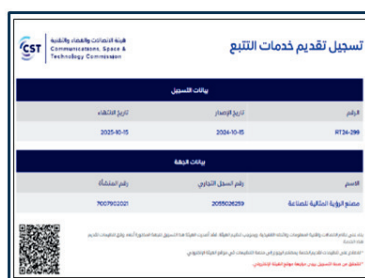 هيئة الاتصالات والفضاء والتقنية
Communications, Space &
Technology Commission
CST
تسجيل تقديم خدمات التتبع
بيانات التسجيل
الرقم تاريخ الإصدار تاريخ الانتهاء
RT24-298 2024-10-15 2025-10-15
بيانات الجهة
الاسم رقم السجل التجاري رقم المنشأة
مصنع الرؤية المثالية للصناعة 2055026259 7007902021